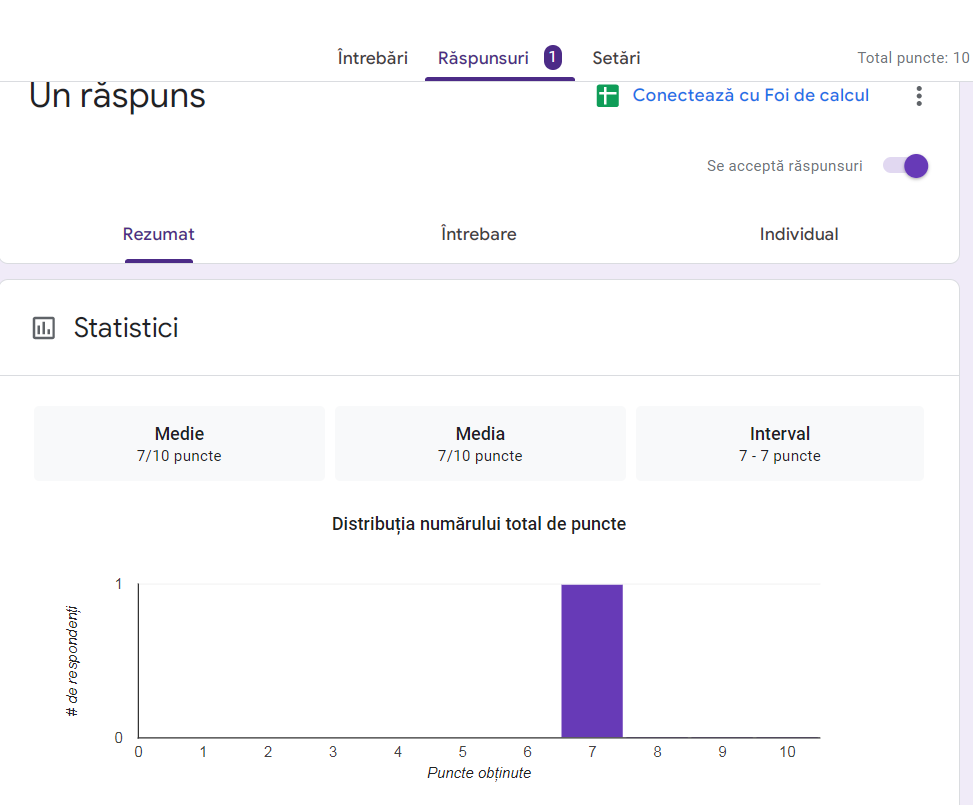 Întrebări Răspunsuri 1 Setări Total puncte: 10
Un răspuns Conectează cu Foi de calcul
Se acceptă răspunsuri
Rezumat Întrebare Individual
Statistici
Medie Media Interval
7/10 puncte 7/10 puncte 7 - 7 puncte
Distribuția numărului total de puncte
1
# de respondenți
0
0 1 2 3 4 5 6 7 8 9 10
Puncte obținute